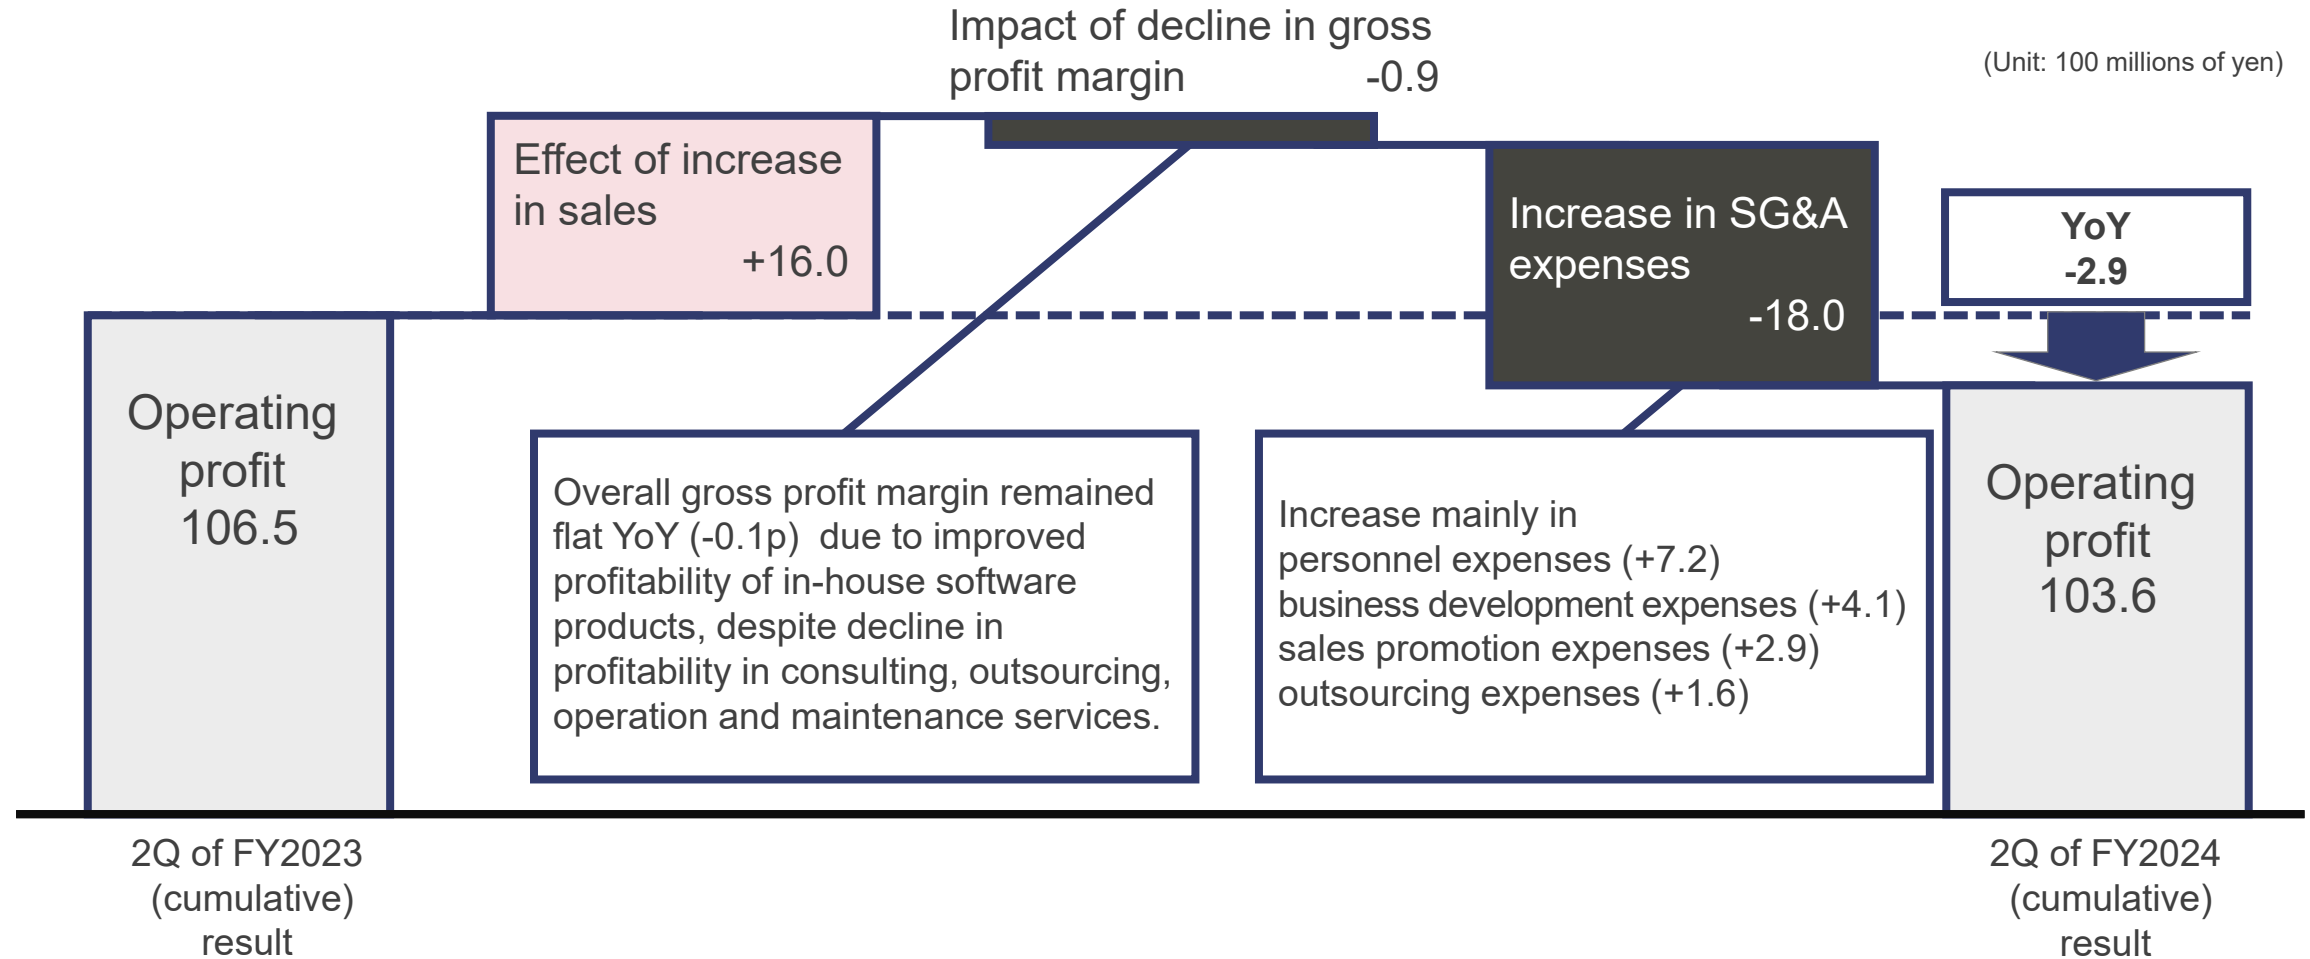 Impact of decline in gross
profit margin -0.9
(Unit: 100 millions of yen)
Effect of increase
in sales
+16.0
Increase in SG&A
expenses
-18.0
YoY
-2.9
Operating
profit
106.5
Overall gross profit margin remained
flat YoY (-0.1p) due to improved
profitability of in-house software
products, despite decline in
profitability in consulting, outsourcing,
operation and maintenance services.
Increase mainly in
personnel expenses (+7.2)
business development expenses (+4.1)
sales promotion expenses (+2.9)
outsourcing expenses (+1.6)
Operating
profit
103.6
2Q of FY2023
(cumulative)
result
2Q of FY2024
(cumulative)
result